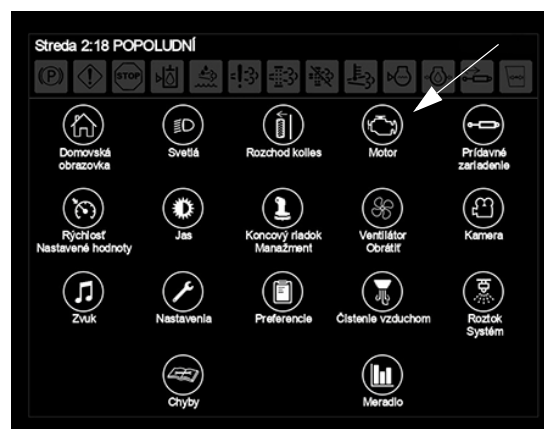 Streda 2:18 POPOLUDNÍ
(P) STOP
Domovská
obrazovka
Svetlá
Rozchod kolies
Motor
Prídavné
zariadenie
Rýchlosť
Nastavené hodnoty
Jas
Koncový riadok
Manažment
Ventilátor
Obrátiť
Kamera
Zvuk
Nastavenia
Preferencie
Čistenie vzduchom
Roztok
Systém
Chyby
Meradlo